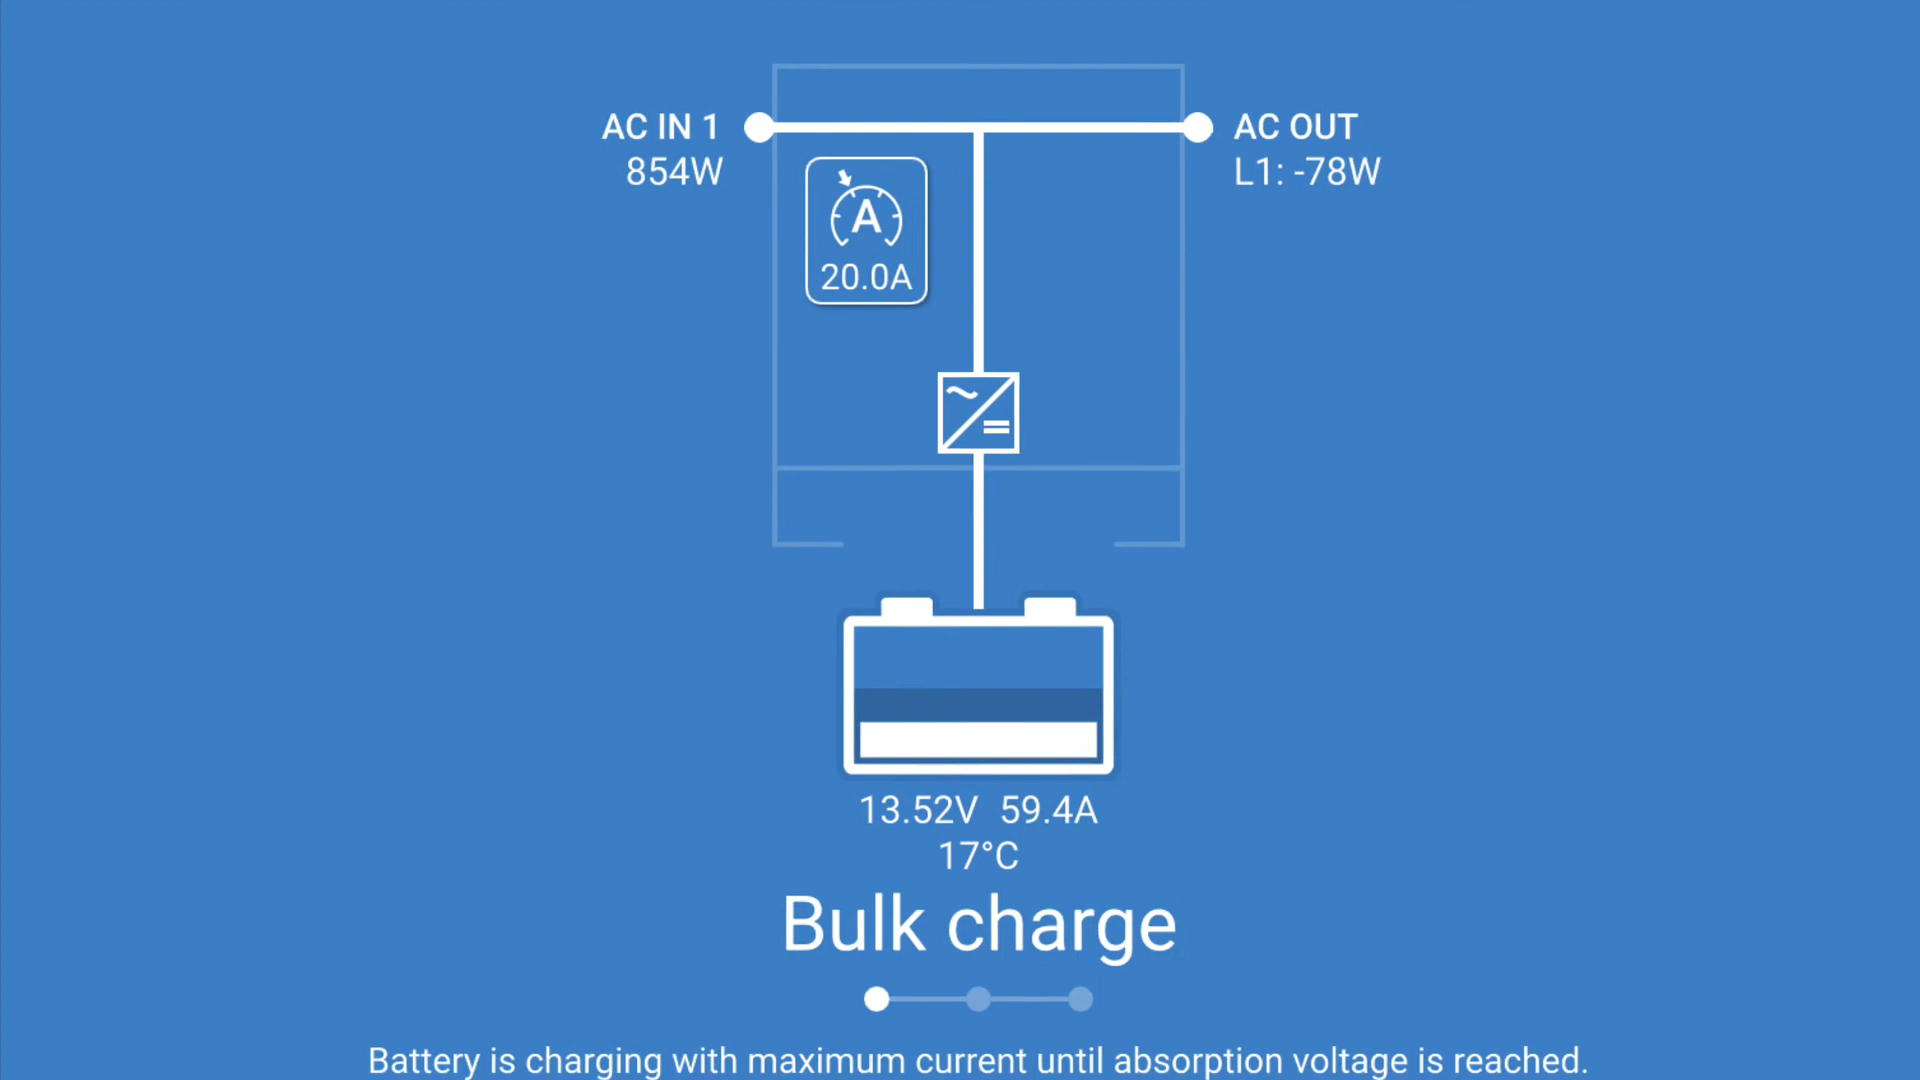 AC IN 1
854W
AC OUT
L1: -78W
A
20.0A
13.52V 59.4A
17°C
Bulk charge
Battery is charging with maximum current until absorption voltage is reached.